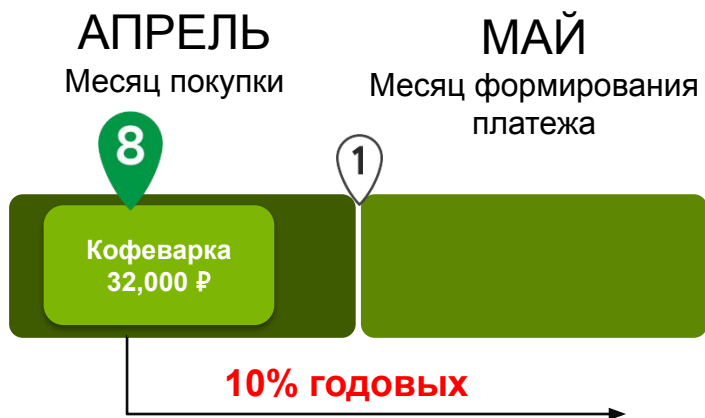 АПРЕЛЬ
Месяц покупки
МАЙ
Месяц формирования
платежа
8
1
Кофеварка
32,000 ₽
10% годовых